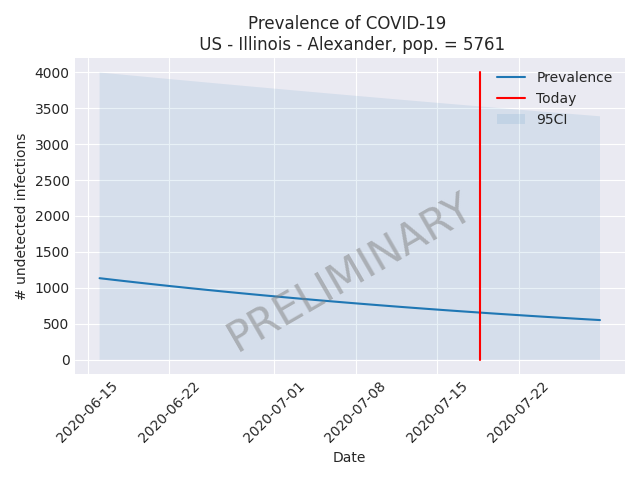 Prevalence of COVID-19
US - Illinois - Alexander, pop. = 5761
4000
3500
3000
2500
2000
1500
1000
500
0
# undetected infections
Prevalence
Today
95CI
PRELIMINARY
2020-06-15
2020-06-22
2020-07-01
2020-07-08
2020-07-15
2020-07-22
Date